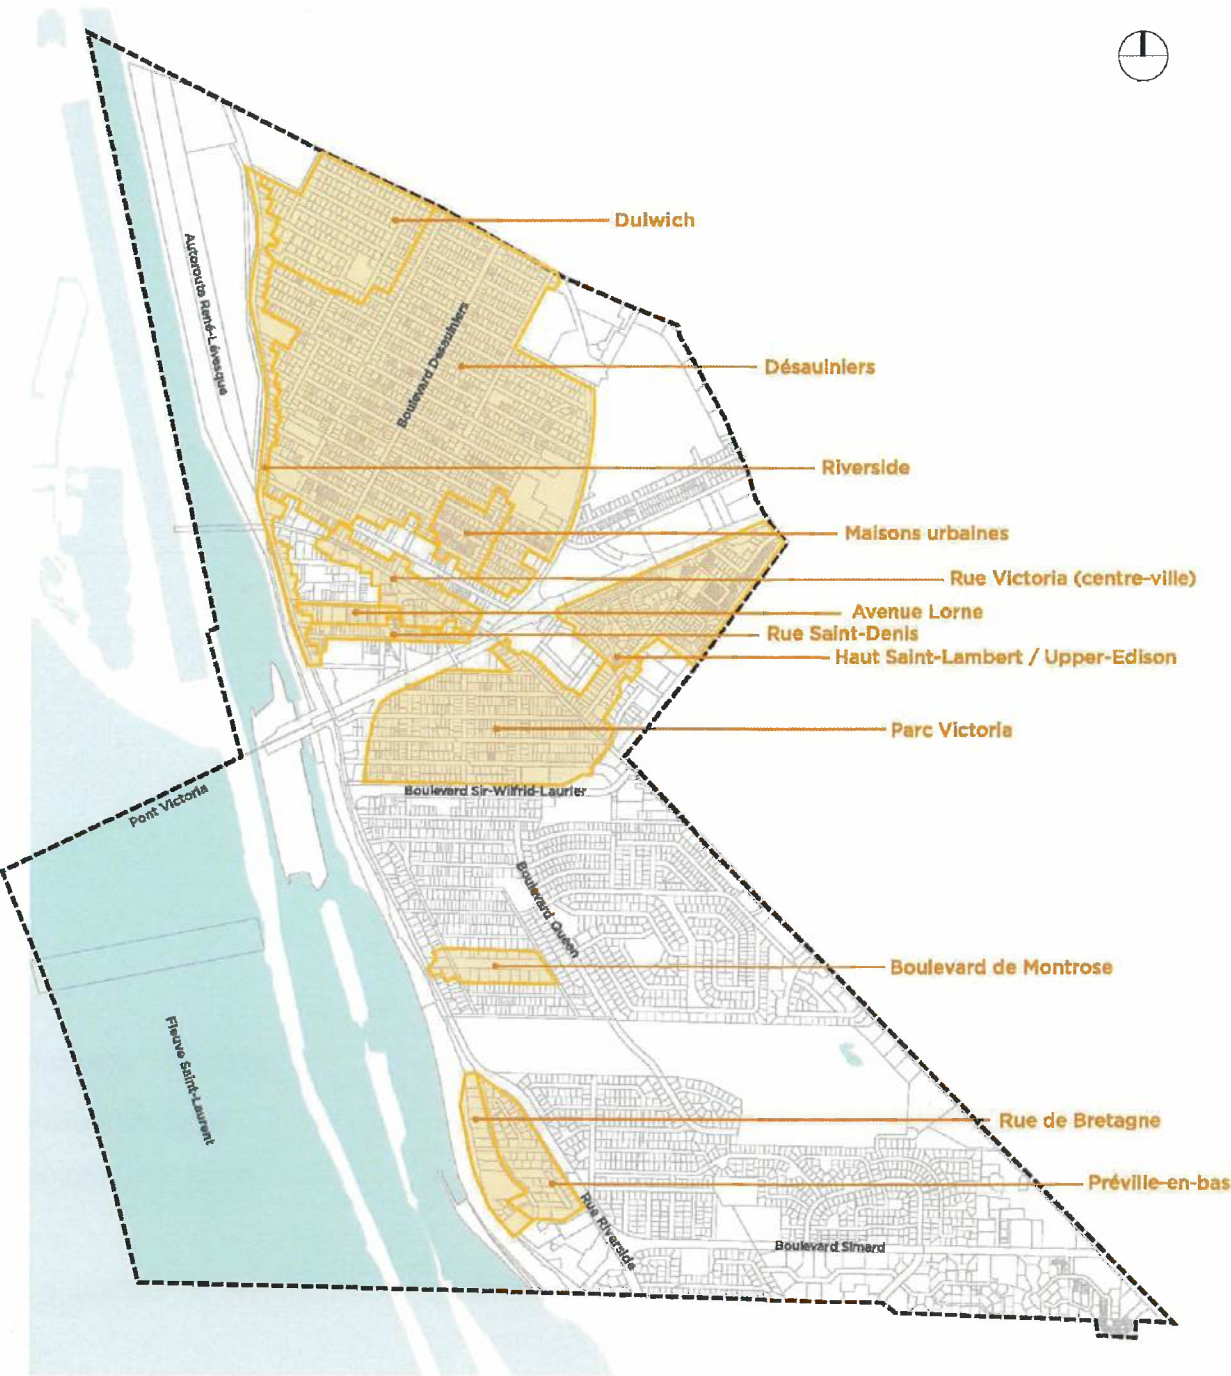 Dulwich
Autoroute René-Lévesque
Boulevard Desaulniers
Désaulniers
Riverside
Maisons urbaines
Rue Victoria (centre-ville)
Avenue Lorne
Rue Saint-Denis
Haut Saint-Lambert / Upper-Edison
Parc Victoria
Boulevard Sir-Wilfrid-Laurier
Pont Victoria
Boulevard Queen
Boulevard de Montrose
Fleuve Saint-Laurent
Rue de Bretagne
Préville-en-bas
Rue Riverside
Boulevard Simard